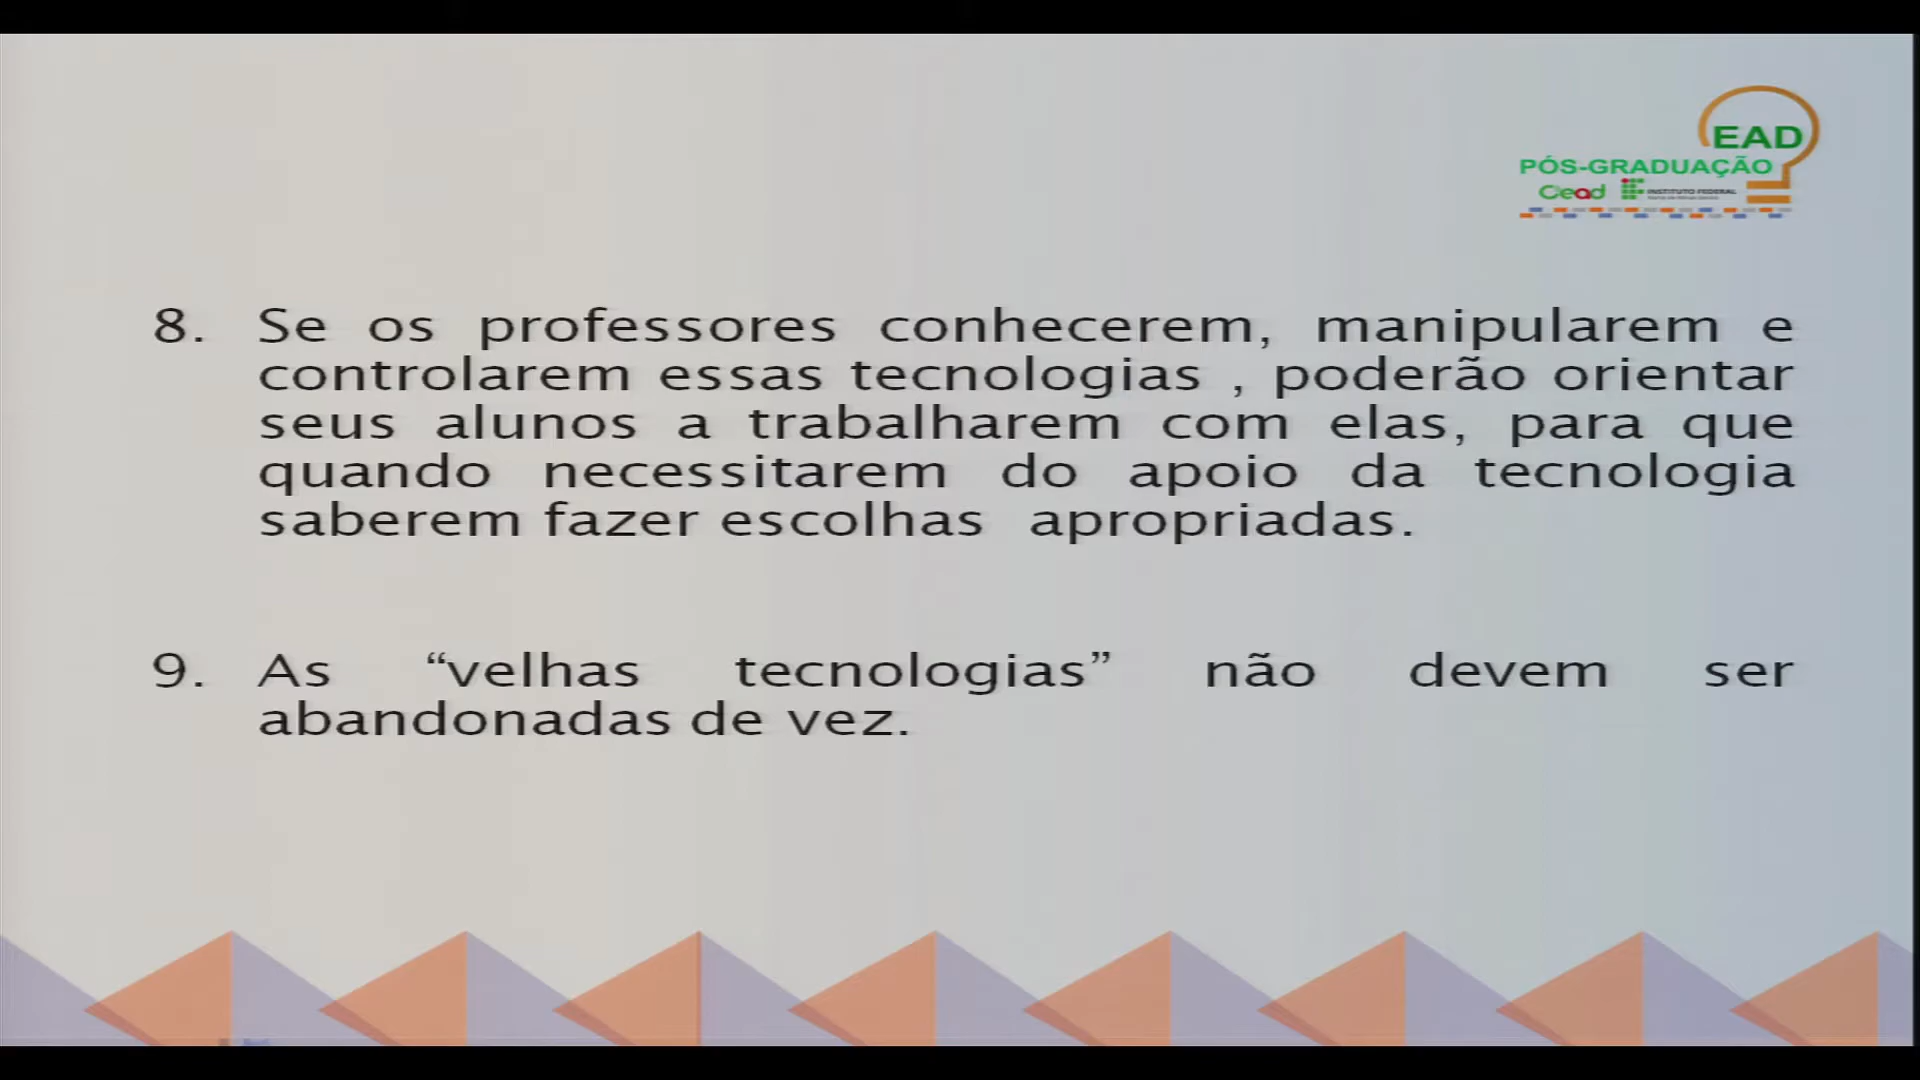 EAD
PÓS-GRADUAÇÃO
Cead INSTITUTO FEDERAL
8. Se os professores conhecerem, manipularem e
controlarem essas tecnologias , poderão orientar
seus alunos a trabalharem com elas, para que
quando necessitarem do apoio da tecnologia
saberem fazer escolhas apropriadas.
9. As “velhas tecnologias” não devem ser
abandonadas de vez.